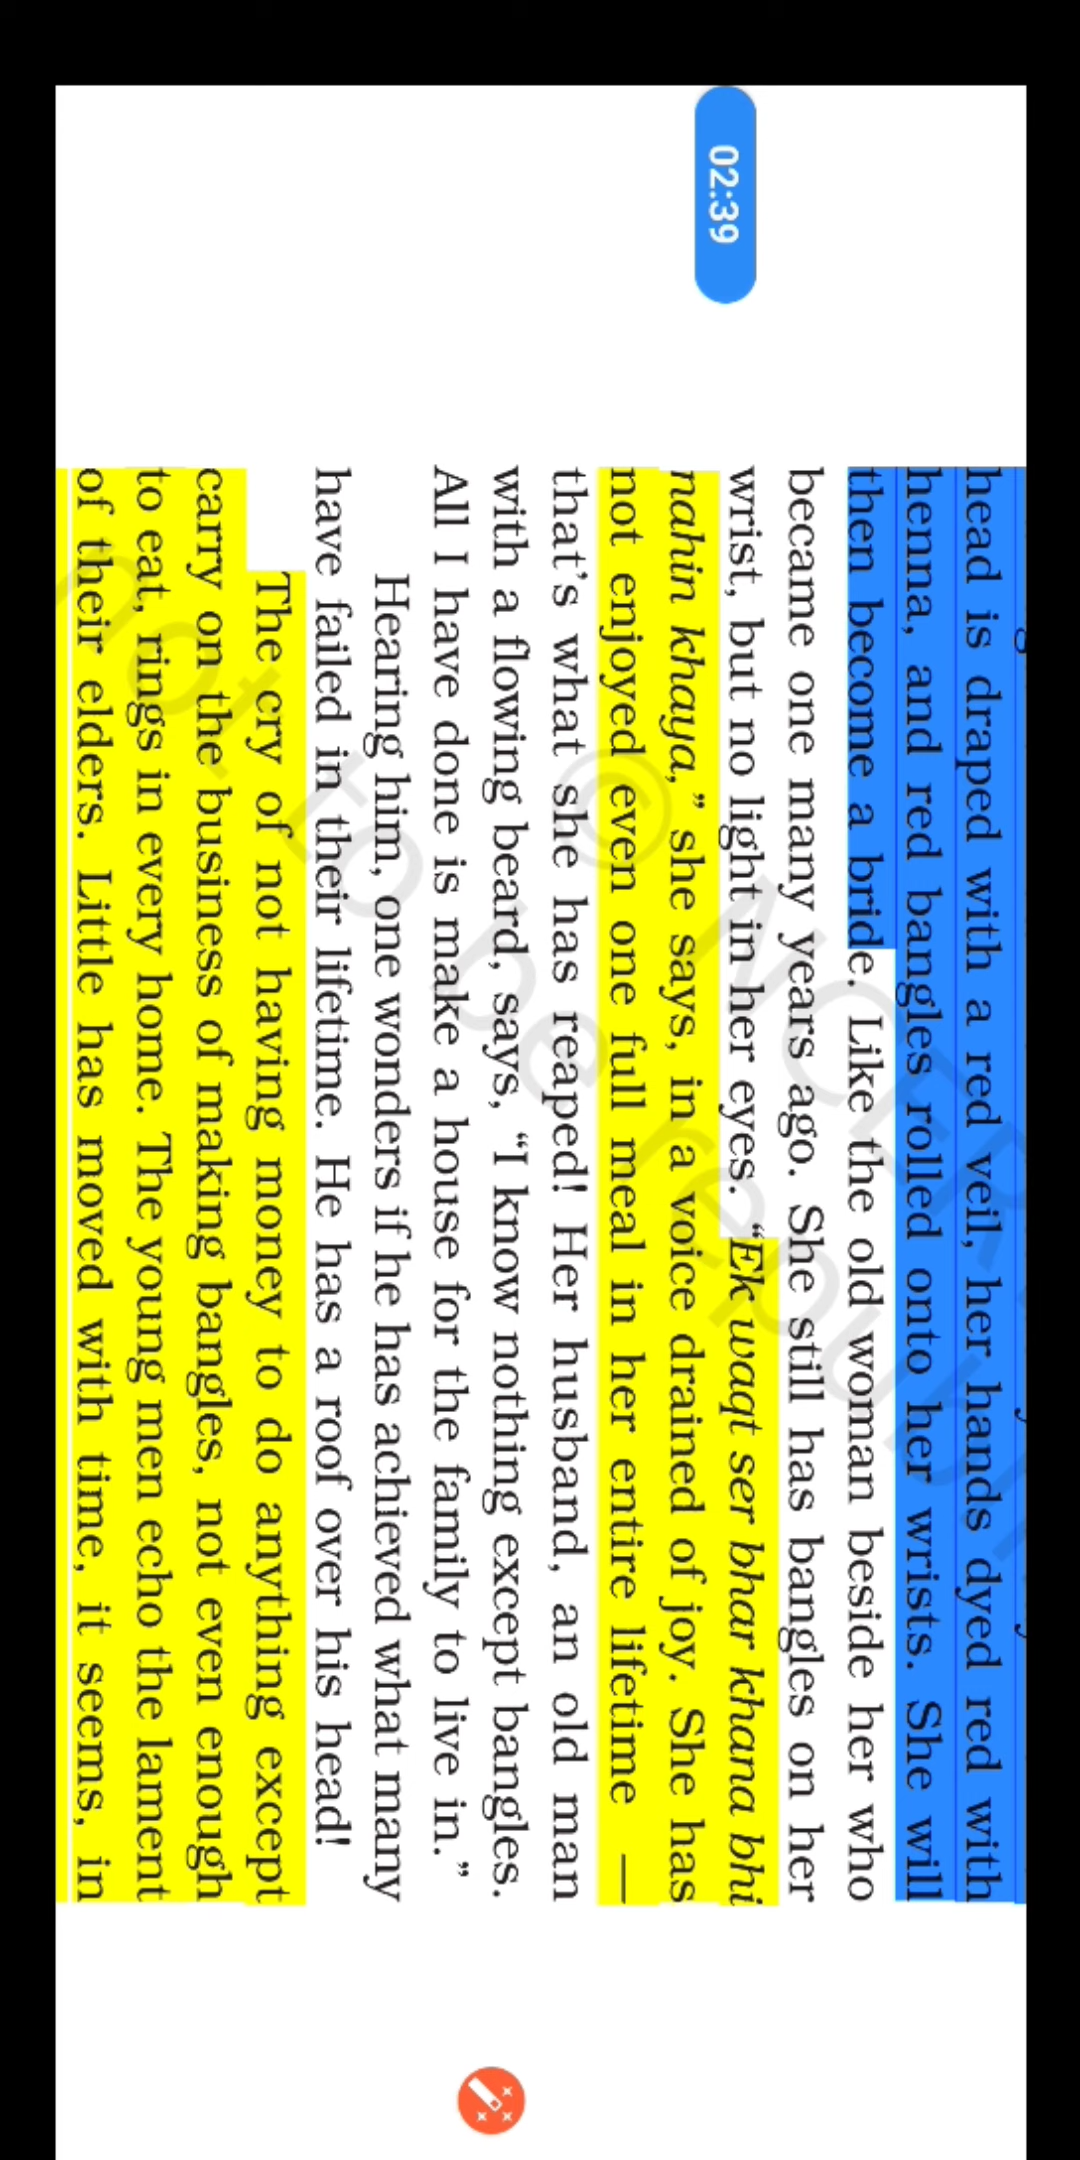 02:39
head is draped with a red veil, her hands dyed red with
henna, and red bangles rolled onto her wrists. She will
then become a bride. Like the old woman beside her who
became one many years ago. She still has bangles on her
wrist, but no light in her eyes. “Ek waqt ser bhar khana bhi
nahin khaya,” she says, in a voice drained of joy. She has
not enjoyed even one full meal in her entire lifetime —
that’s what she has reaped! Her husband, an old man
with a flowing beard, says, “I know nothing except bangles.
All I have done is make a house for the family to live in.”
Hearing him, one wonders if he has achieved what many
have failed in their lifetime. He has a roof over his head!
The cry of not having money to do anything except
carry on the business of making bangles, not even enough
to eat, rings in every home. The young men echo the lament
of their elders. Little has moved with time, it seems, in
© NCER
not to be republi